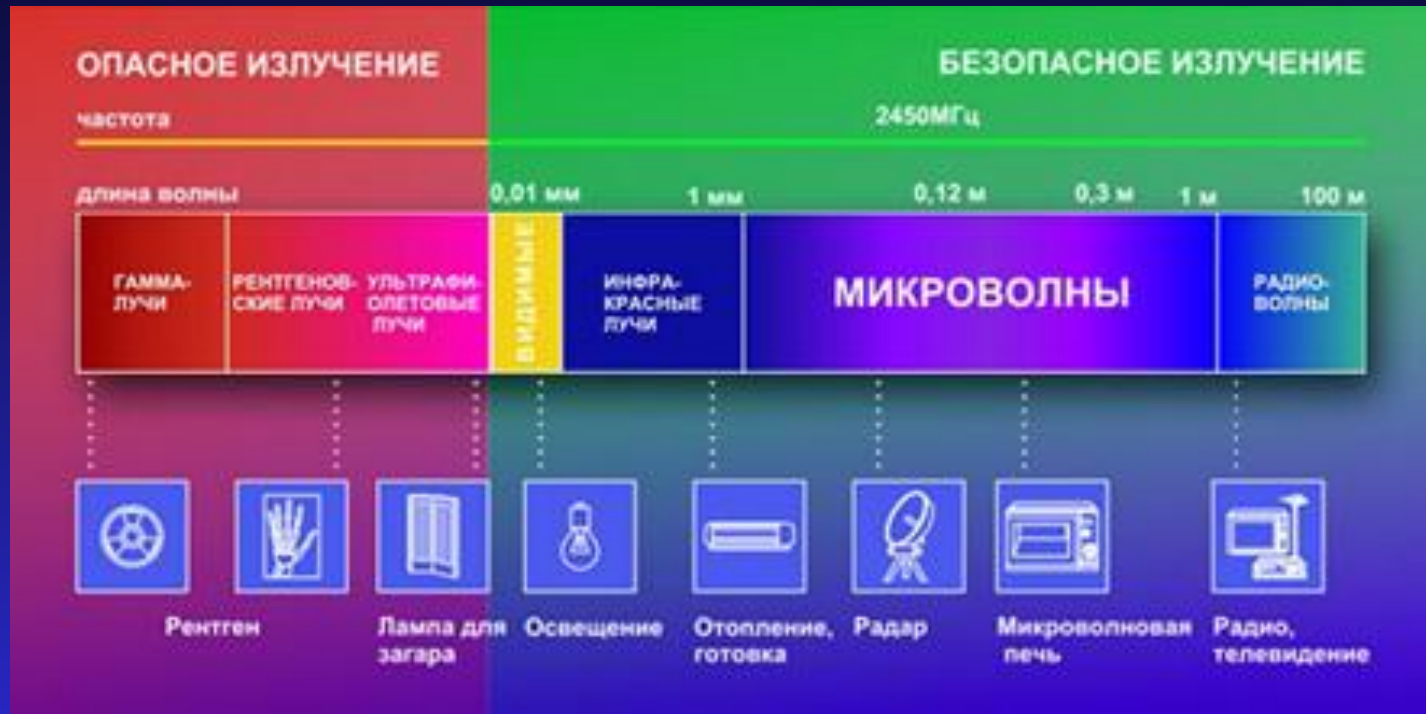 ОПАСНОЕ ИЗЛУЧЕНИЕ
БЕЗОПАСНОЕ ИЗЛУЧЕНИЕ
частота
2450МГц
длина волны
0,01 мм
1 мм
0,12 м
0,3 м
1 м
100 м
ГАММА-
ЛУЧИ
РЕНТГЕНОВ-
СКИЕ ЛУЧИ
УЛЬТРАФИ-
ОЛЕТОВЫЕ
ЛУЧИ
ВИДИМЫЕ
ИНФРА-
КРАСНЫЕ
ЛУЧИ
МИКРОВОЛНЫ
РАДИО-
ВОЛНЫ
Рентген
Лампа для
загара
Освещение
Отопление,
готовка
Радар
Микроволновая
печь
Радио,
телевидение